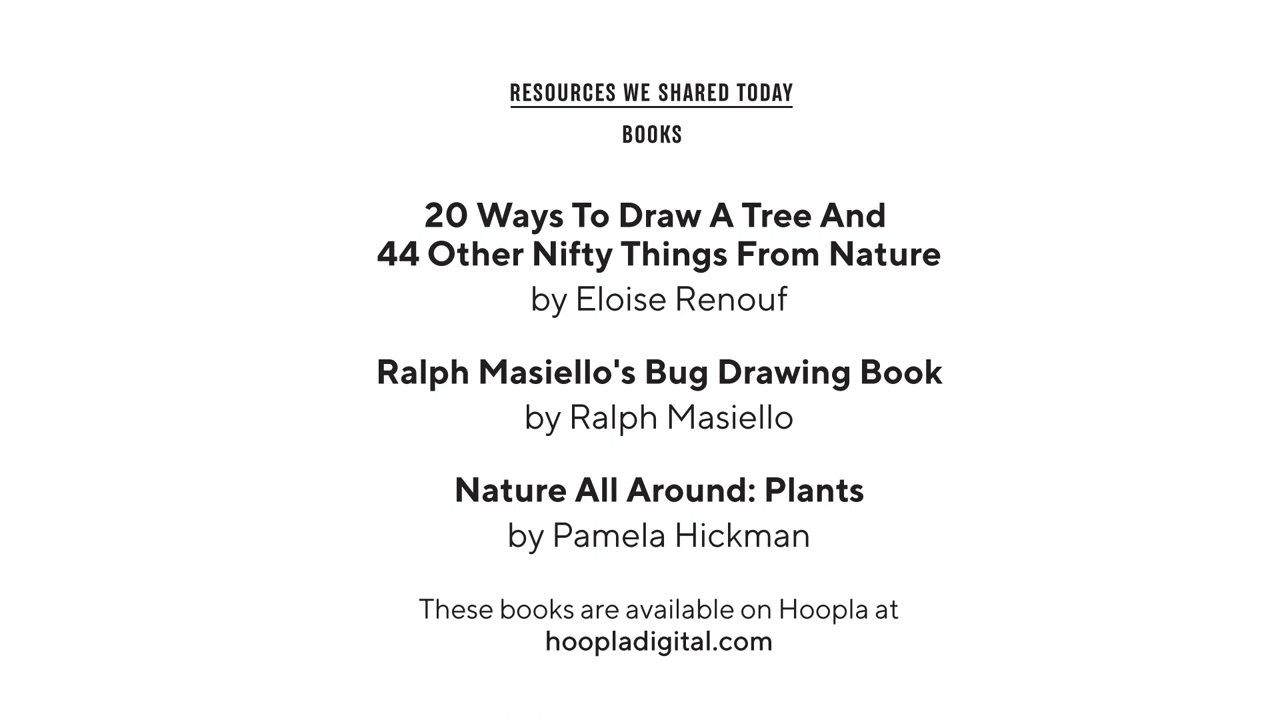 RESOURCES WE SHARED TODAY
BOOKS
20 Ways To Draw A Tree And
44 Other Nifty Things From Nature
by Eloise Renouf
Ralph Masiello's Bug Drawing Book
by Ralph Masiello
Nature All Around: Plants
by Pamela Hickman
These books are available on Hoopla at
hoopladigital.com